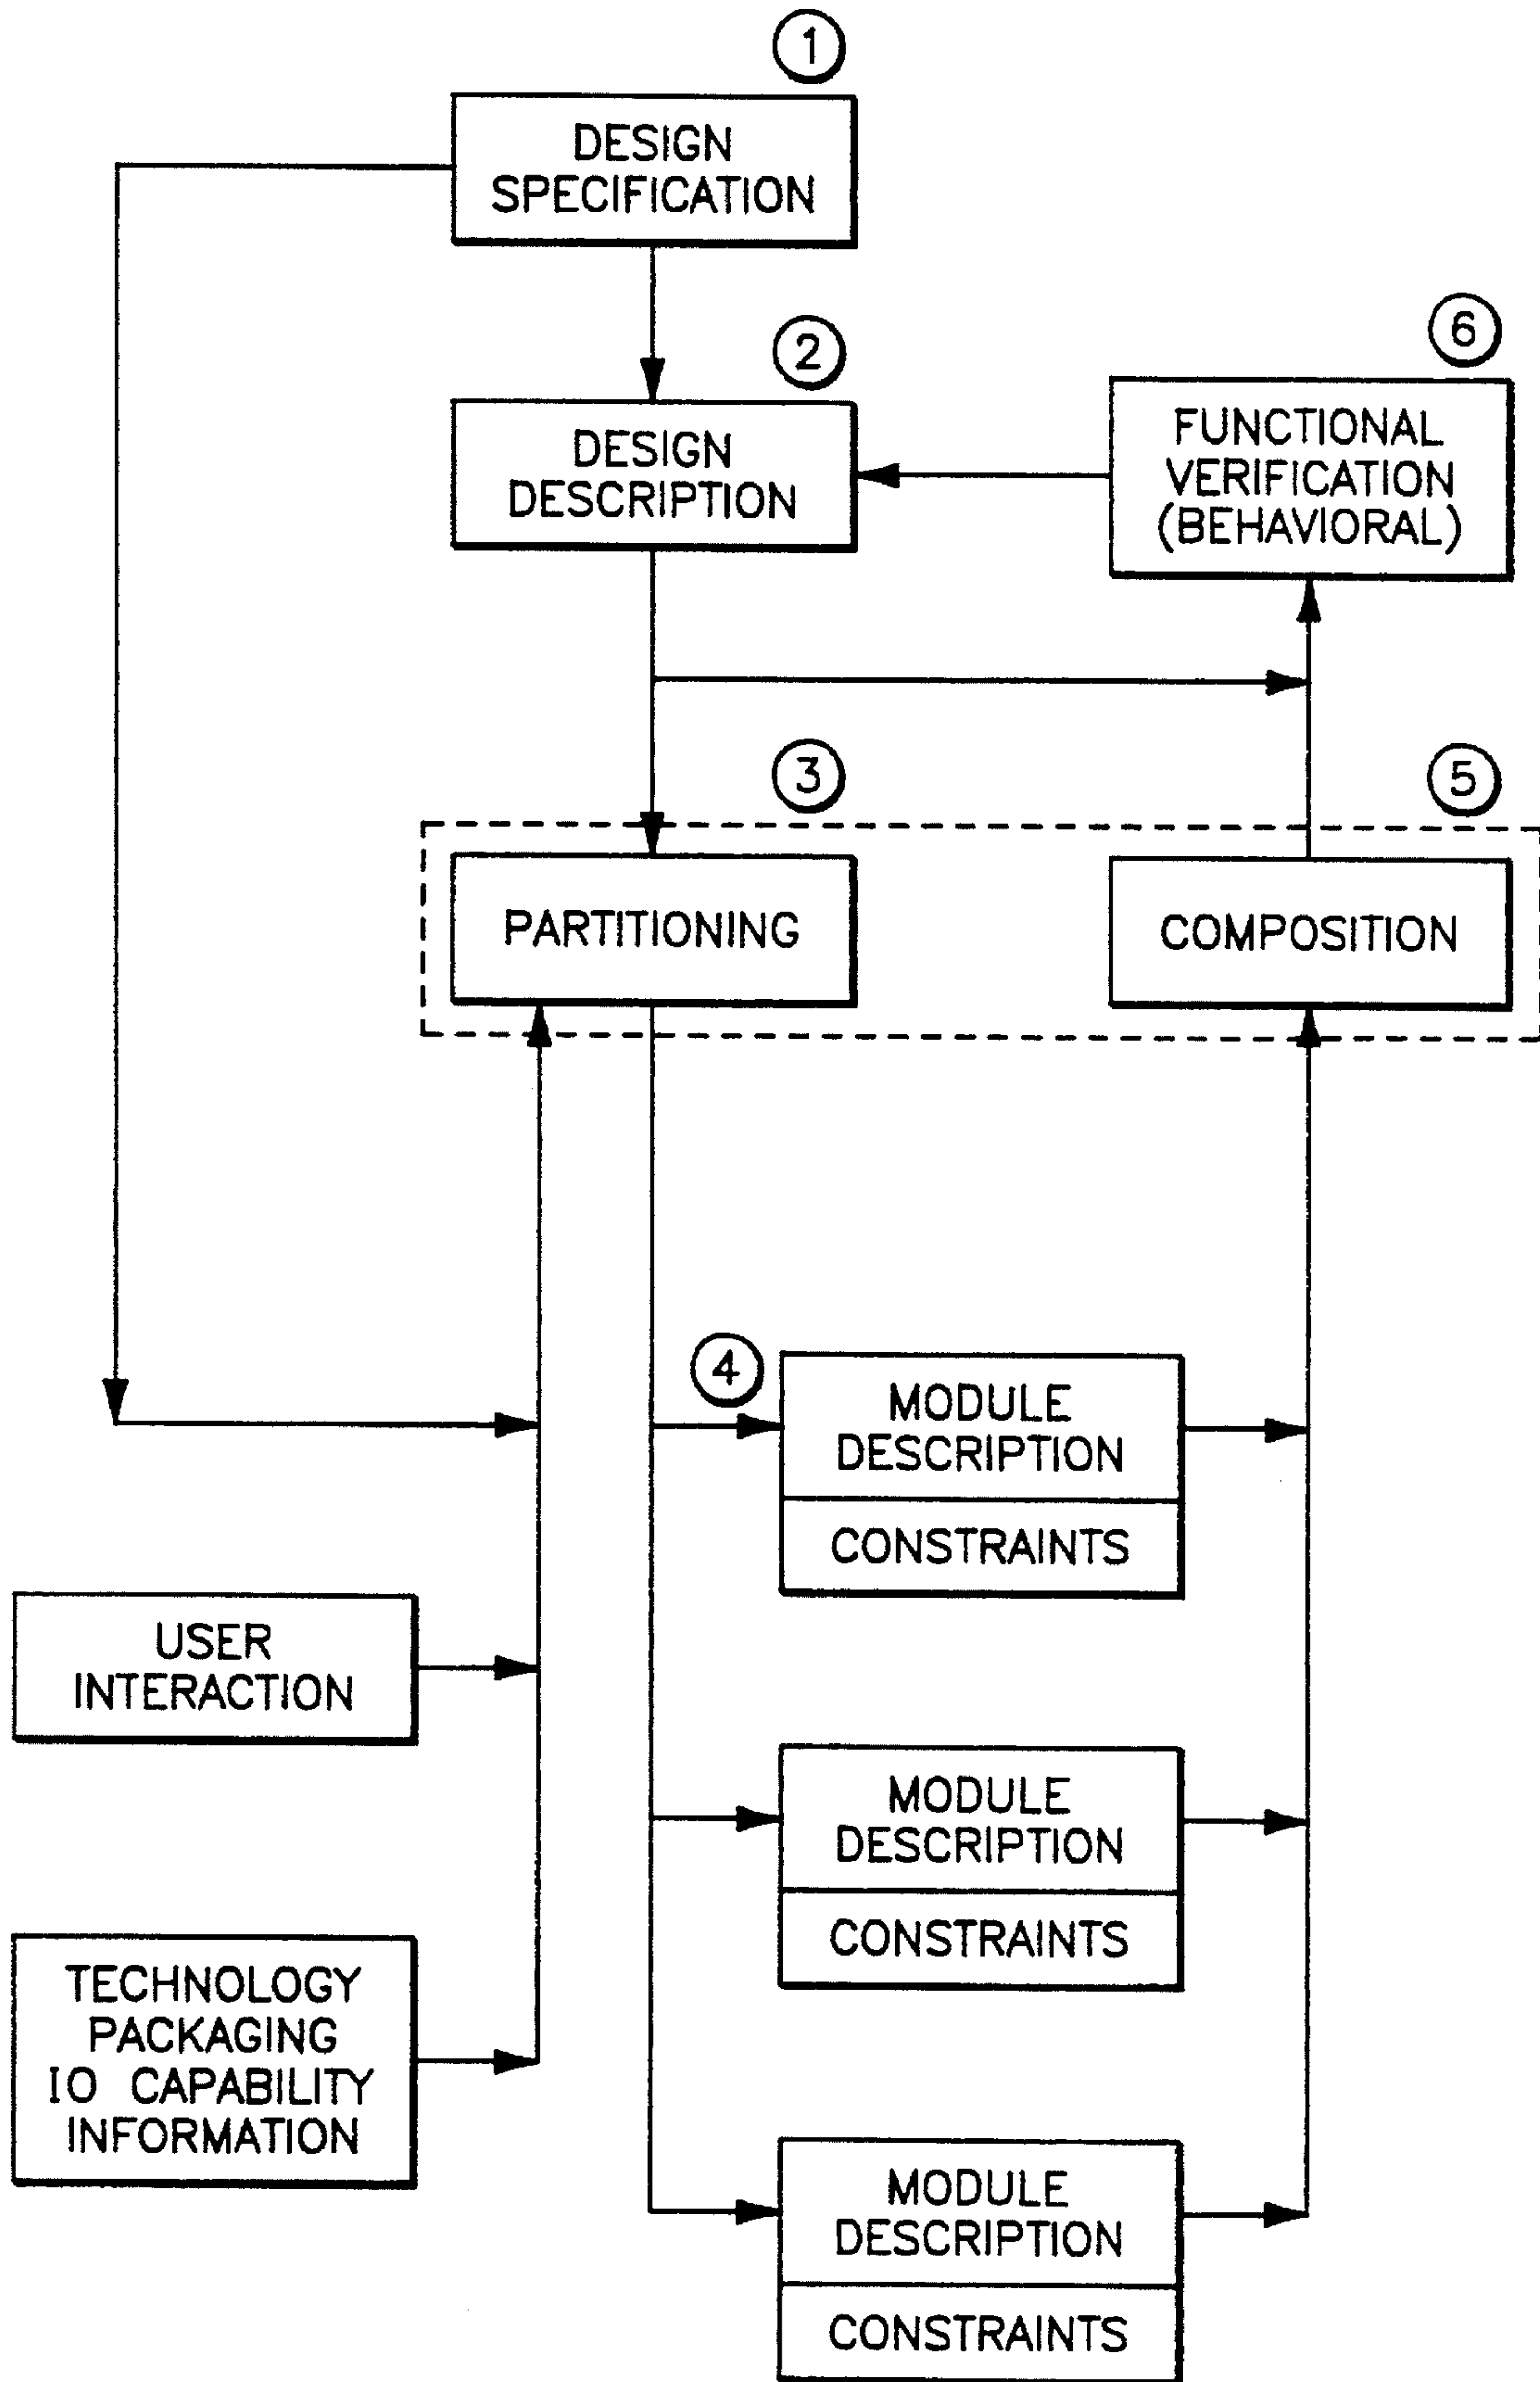 1
DESIGN
SPECIFICATION
2
DESIGN
DESCRIPTION
6
FUNCTIONAL
VERIFICATION
(BEHAVIORAL)
3
PARTITIONING
5
COMPOSITION
4
MODULE
DESCRIPTION
CONSTRAINTS
USER
INTERACTION
MODULE
DESCRIPTION
CONSTRAINTS
TECHNOLOGY
PACKAGING
IO CAPABILITY
INFORMATION
MODULE
DESCRIPTION
CONSTRAINTS